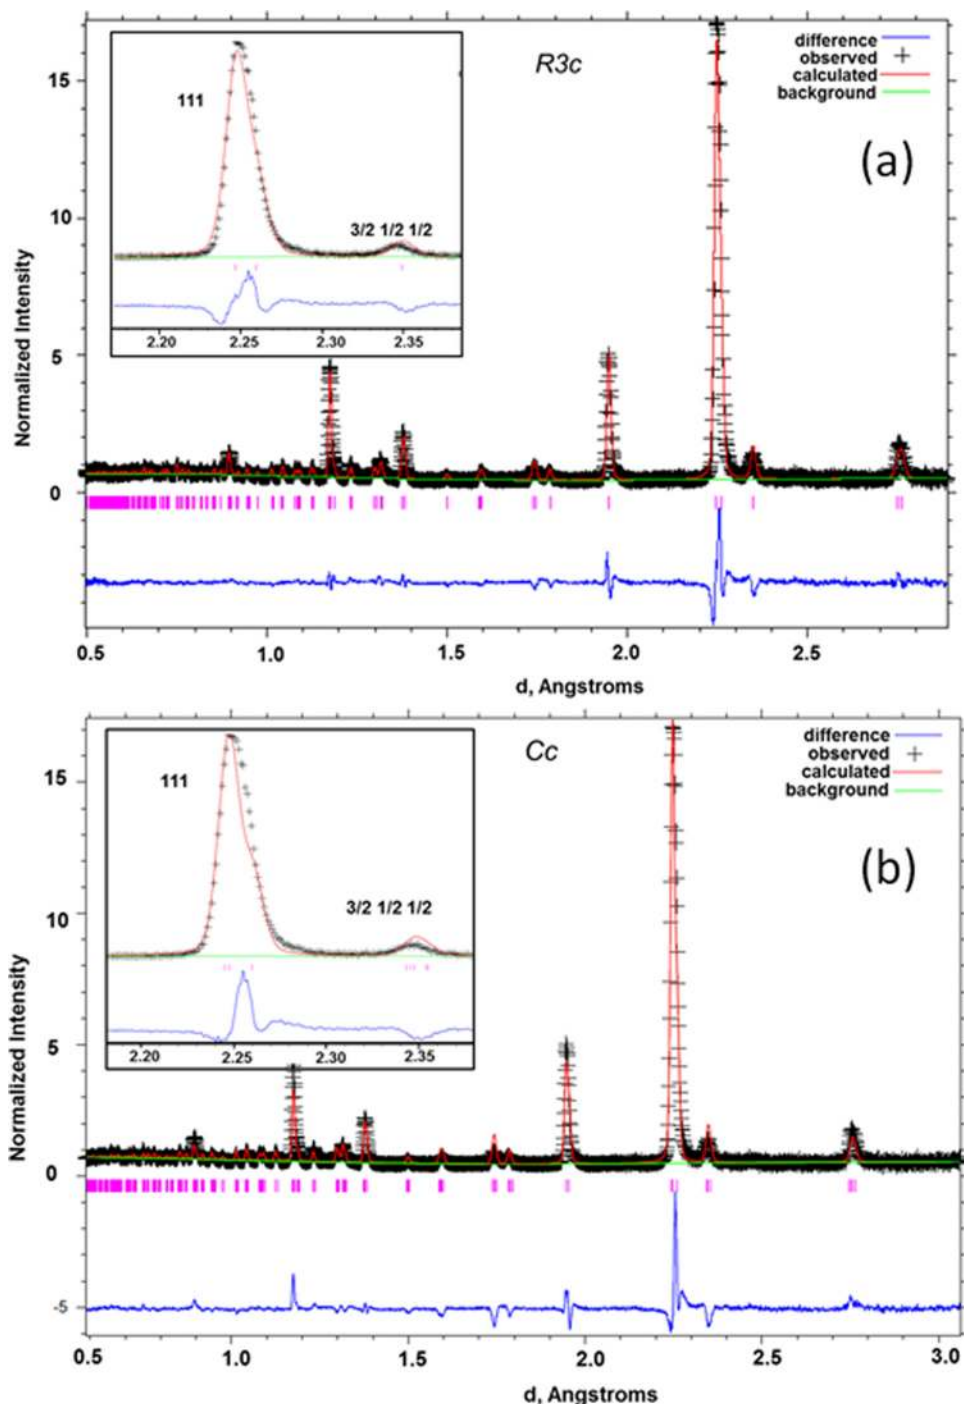 R3c
difference
observed
calculated
background
(a)
111
3/2 1/2 1/2
2.20
2.25
2.30
2.35
15
10
5
0
Normalized Intensity
0.5
1.0
1.5
2.0
2.5
d, Angstroms
Cc
difference
observed
calculated
background
(b)
111
3/2 1/2 1/2
2.20
2.25
2.30
2.35
15
10
5
0
-5
Normalized Intensity
0.5
1.0
1.5
2.0
2.5
3.0
d, Angstroms